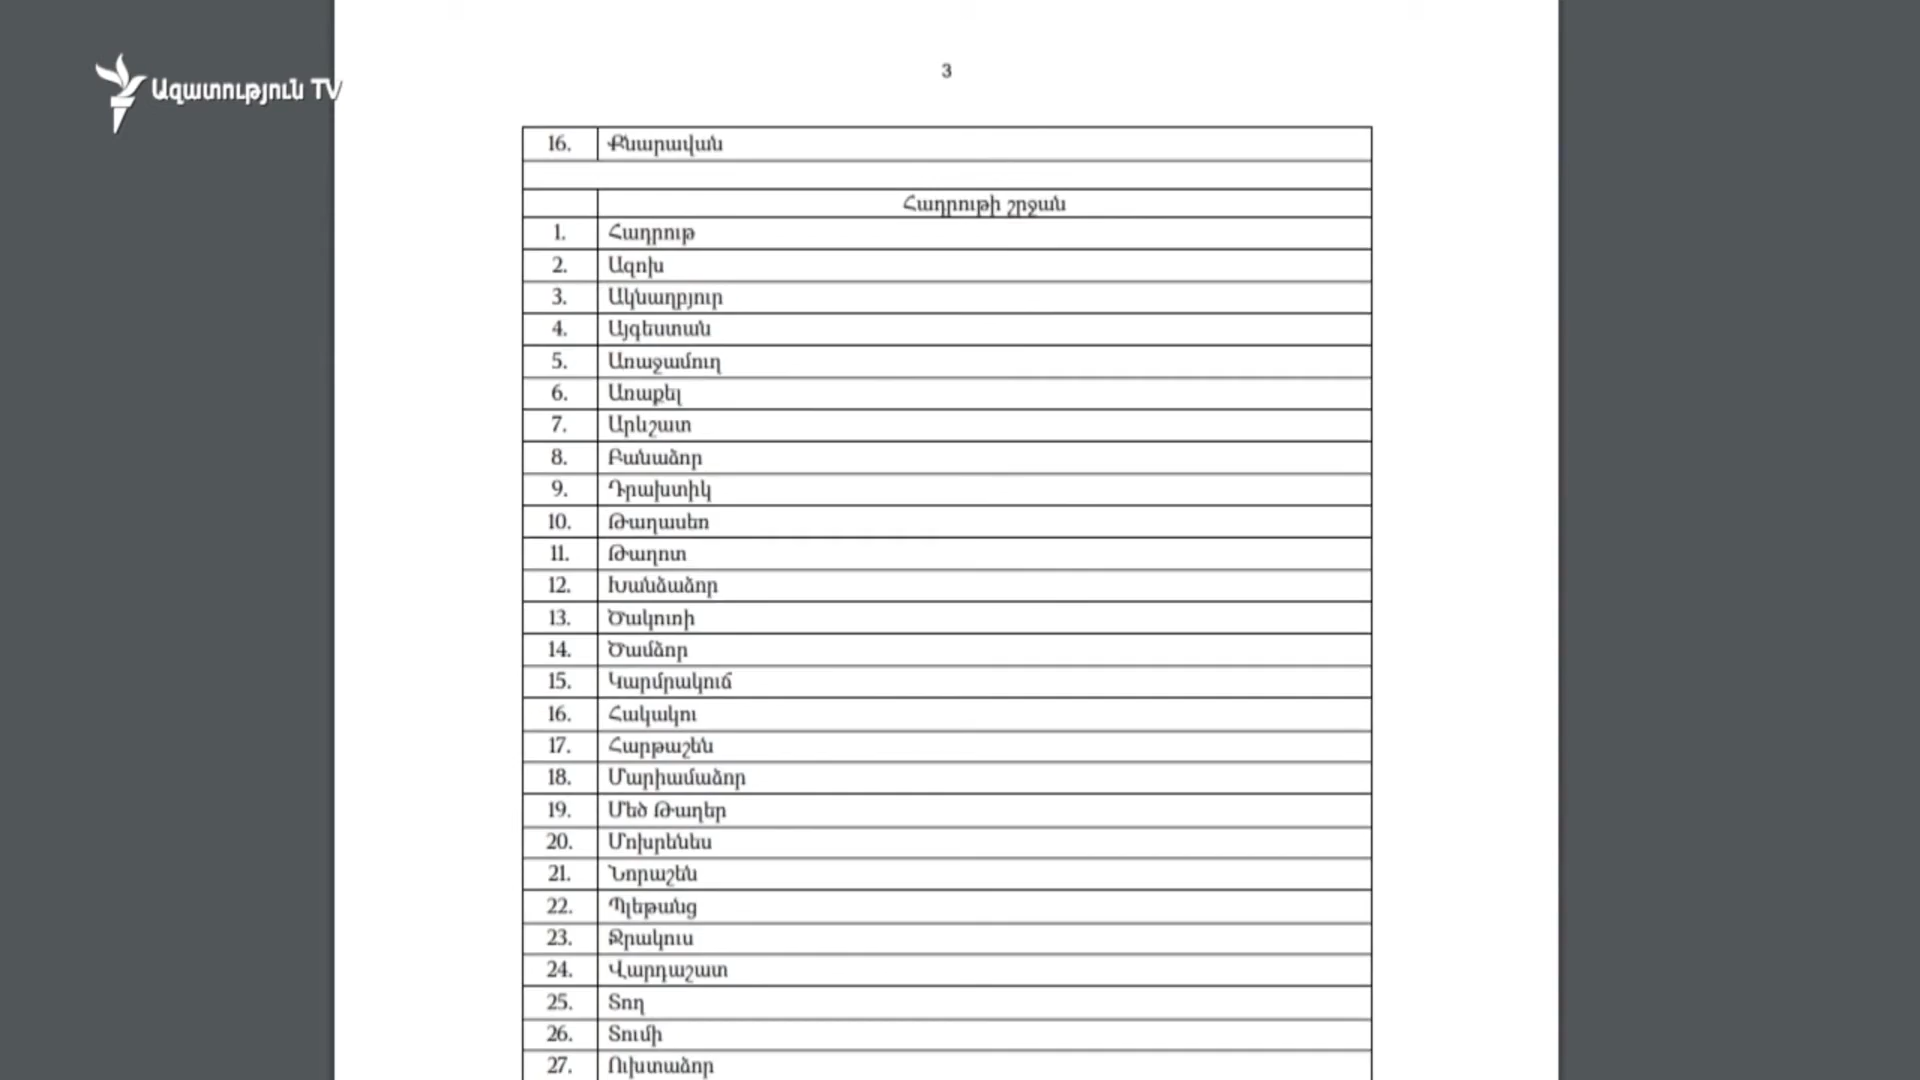 Ազատություն TV
3
16. Քնարավան
Հադրութի շրջան
1. Հադրութ
2. Ազոխ
3. Ակնաղբյուր
4. Այգեստան
5. Առաջամուղ
6. Առաքել
7. Արևշատ
8. Բանաձոր
9. Դրախտիկ
10. Թաղասեռ
11. Թաղոտ
12. Խանձաձոր
13. Ծակուռի
14. Ծամձոր
15. Կարմրակուճ
16. Հակակու
17. Հարթաշեն
18. Մարիամաձոր
19. Մեծ Թաղեր
20. Մոխրենես
21. Նորաշեն
22. Պլեթանց
23. Ջրակուս
24. Վարդաշատ
25. Տող
26. Տումի
27. Ուխտաձոր